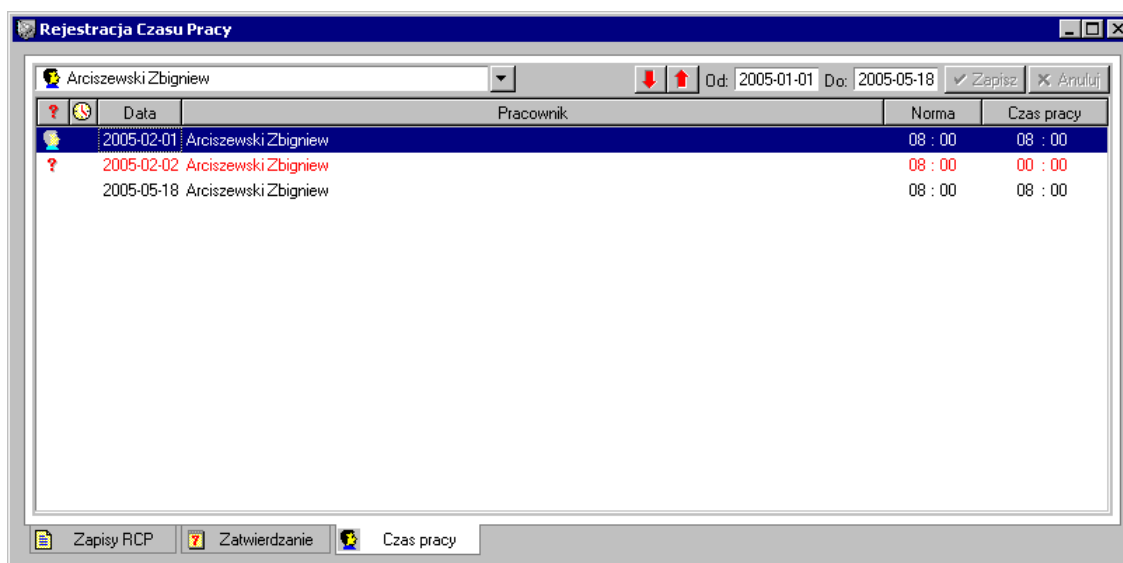 Rejestracja Czasu Pracy
Arciszewski Zbigniew Od: 2005-01-01 Do: 2005-05-18 Zapisz Anuluj
? Data Pracownik Norma Czas pracy
2005-02-01 Arciszewski Zbigniew 08 : 00 08 : 00
? 2005-02-02 Arciszewski Zbigniew 08 : 00 00 : 00
2005-05-18 Arciszewski Zbigniew 08 : 00 08 : 00
Zapisy RCP ? Zatwierdzanie Czas pracy